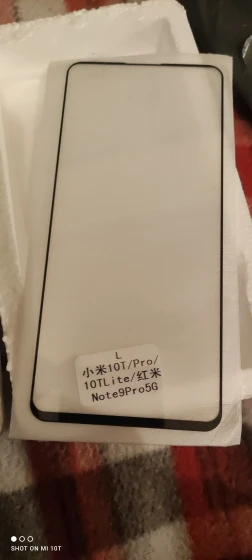 L
小米10T/Pro/
10TLite/红米
Note9Pro5G
SHOT ON MI 10T